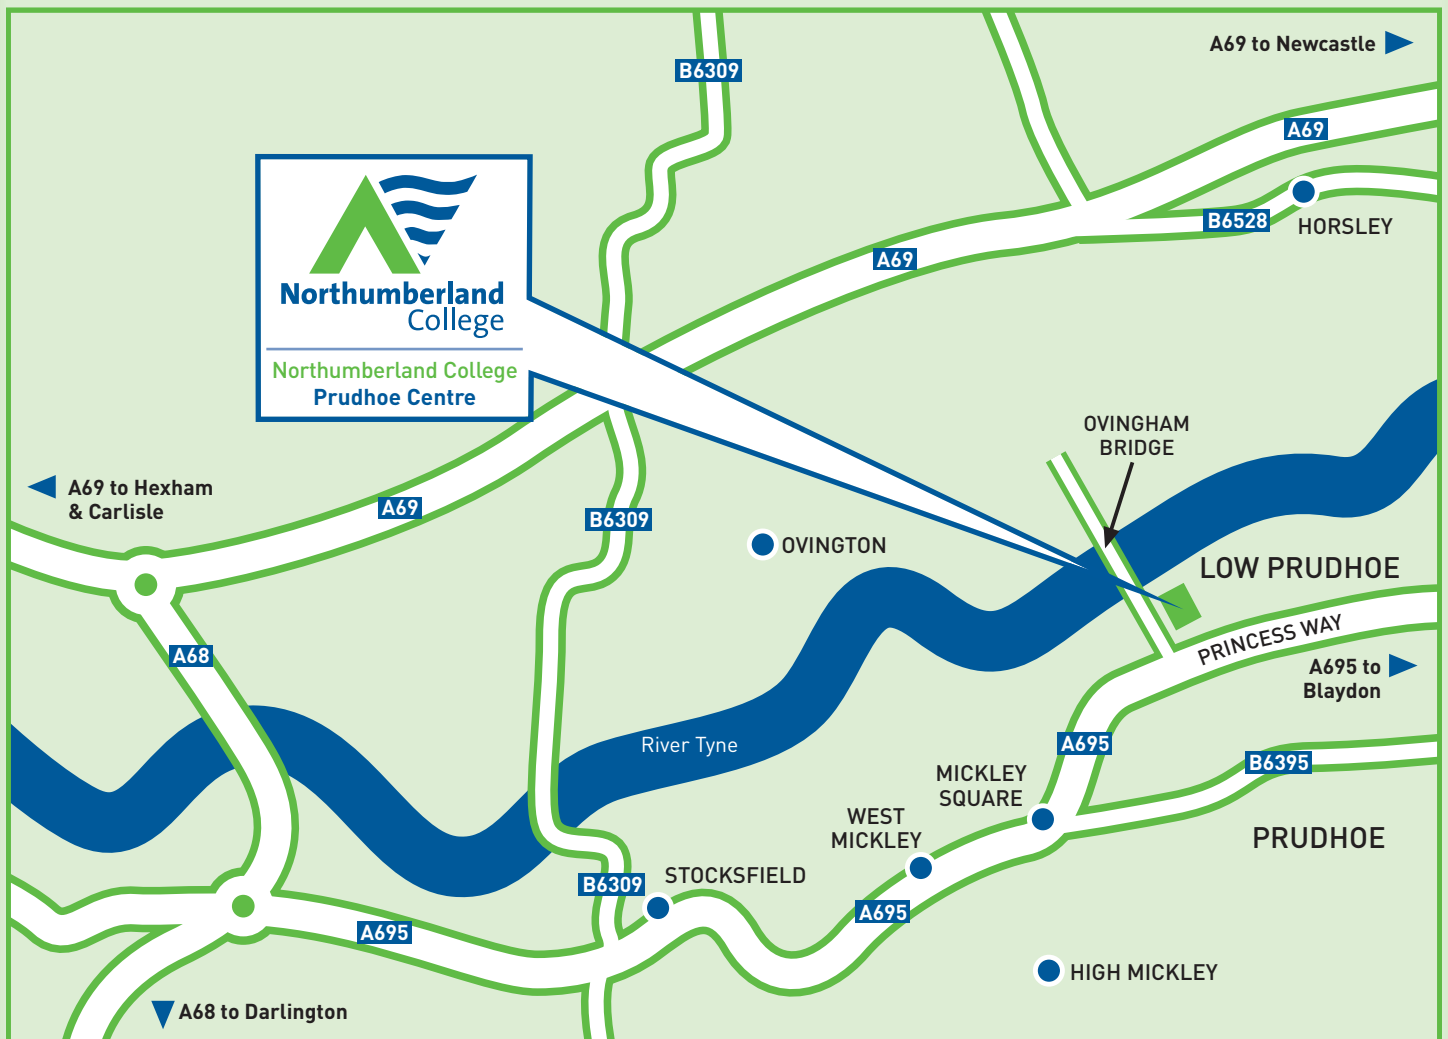 A69 to Newcastle
B6309
A69
B6528
HORSLEY
A69
Northumberland
College
Northumberland College
Prudhoe Centre
OVINGHAM
BRIDGE
A69 to Hexham
& Carlisle
A69
B6309
OVINGTON
LOW PRUDHOE
PRINCESS WAY
A68
A695 to
Blaydon
River Tyne
A695
B6395
MICKLEY
SQUARE
WEST
MICKLEY
PRUDHOE
STOCKSFIELD
B6309
A695
A695
HIGH MICKLEY
A68 to Darlington